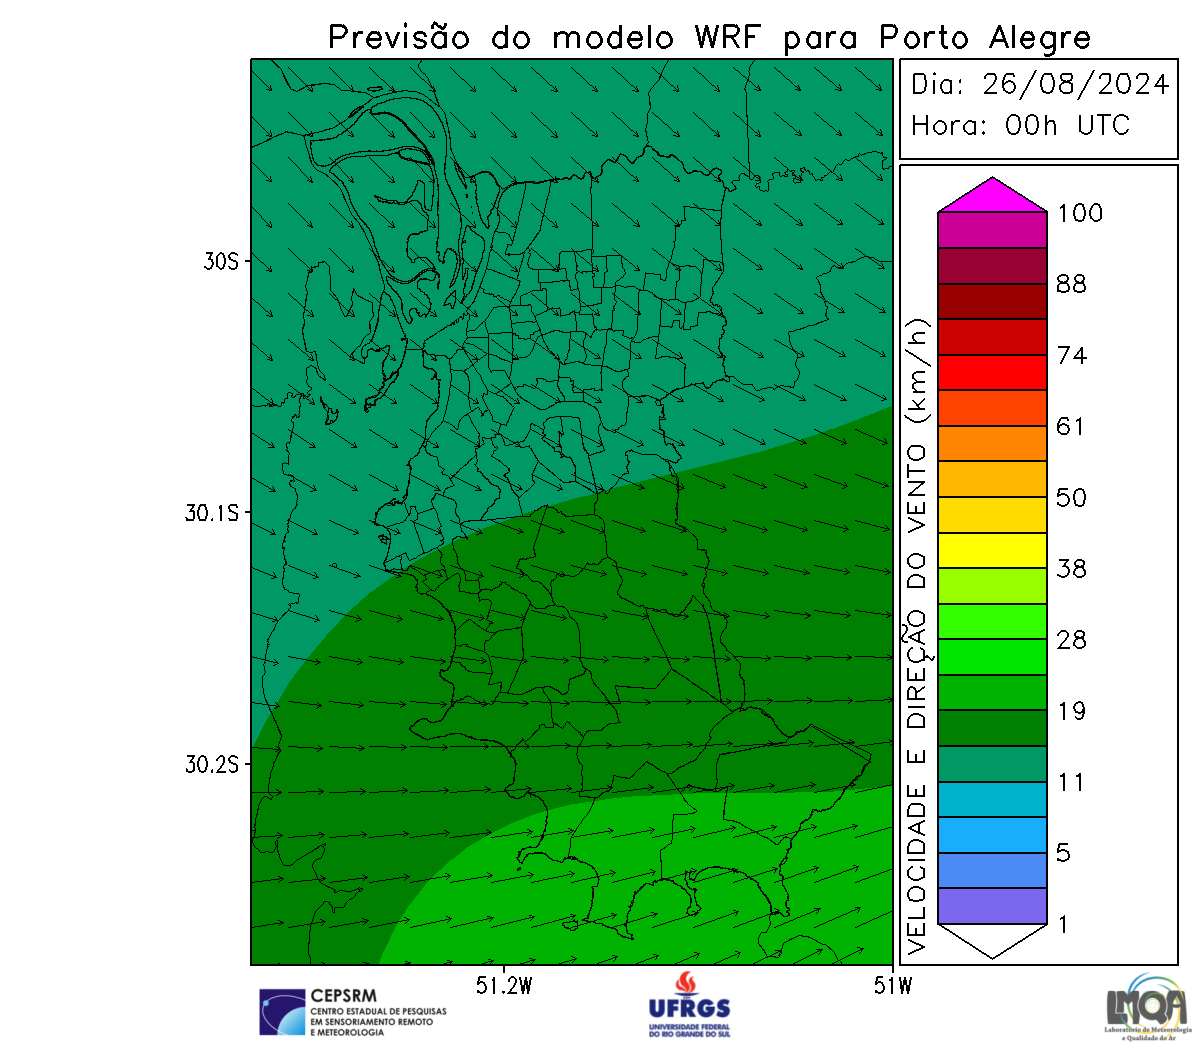 Previsão do modelo WRF para Porto Alegre
Dia: 26/08/2024
Hora: 00h UTC
30S
30.1S
30.2S
51.2W
51W
VELOCIDADE E DIREÇÃO DO VENTO (km/h)
100
88
74
61
50
38
28
19
11
5
1
CEPSRM
CENTRO ESTADUAL DE PESQUISAS
EM SENSORIAMENTO REMOTO
E METEOROLOGIA
UFRGS
UNIVERSIDADE FEDERAL
DO RIO GRANDE DO SUL
LMQA
Laboratório de Meteorologia
e Qualidade do Ar